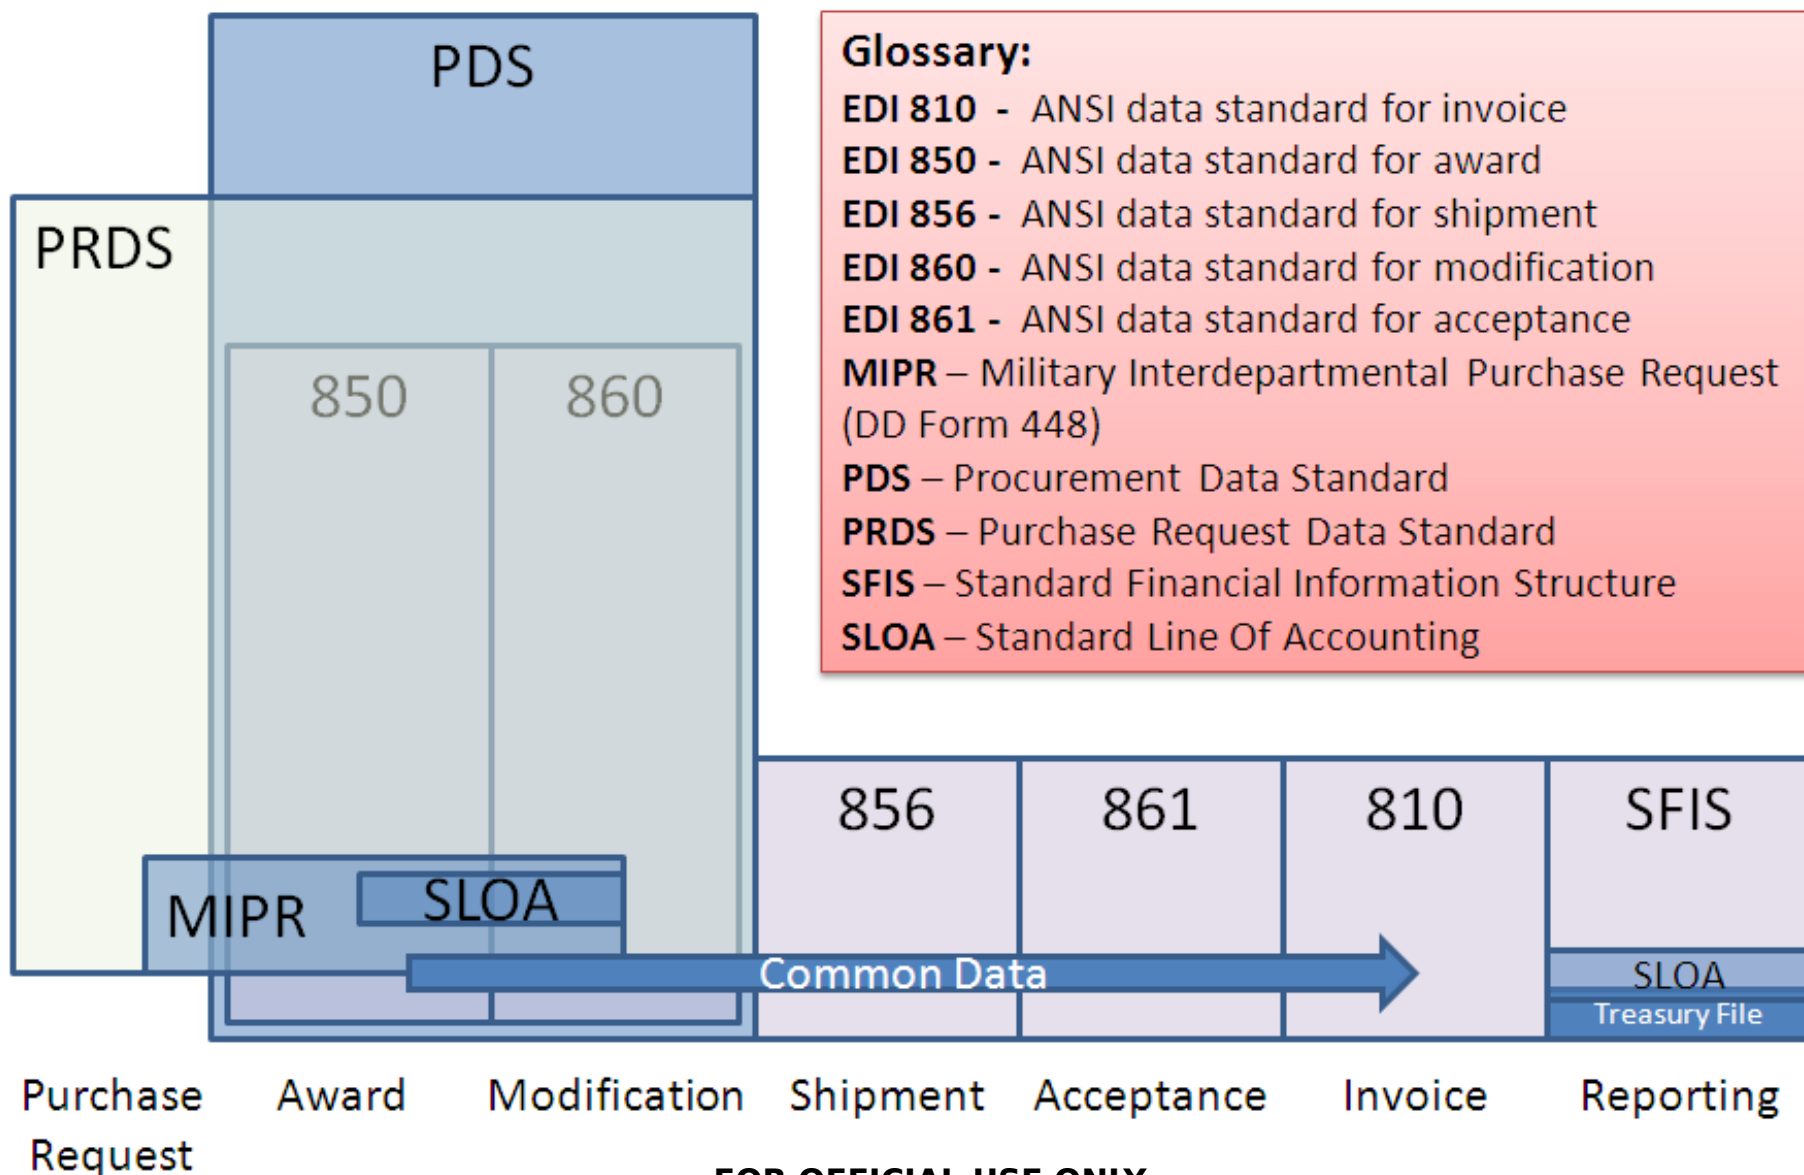 PDS
PRDS
850
860
MIPR
SLOA
Common Data
Glossary:
EDI 810 - ANSI data standard for invoice
EDI 850 - ANSI data standard for award
EDI 856 - ANSI data standard for shipment
EDI 860 - ANSI data standard for modification
EDI 861 - ANSI data standard for acceptance
MIPR – Military Interdepartmental Purchase Request
(DD Form 448)
PDS – Procurement Data Standard
PRDS – Purchase Request Data Standard
SFIS – Standard Financial Information Structure
SLOA – Standard Line Of Accounting
856
861
810
SFIS
SLOA
Treasury File
Purchase
Request
Award
Modification
Shipment
Acceptance
Invoice
Reporting
FOR OFFICIAL USE ONLY